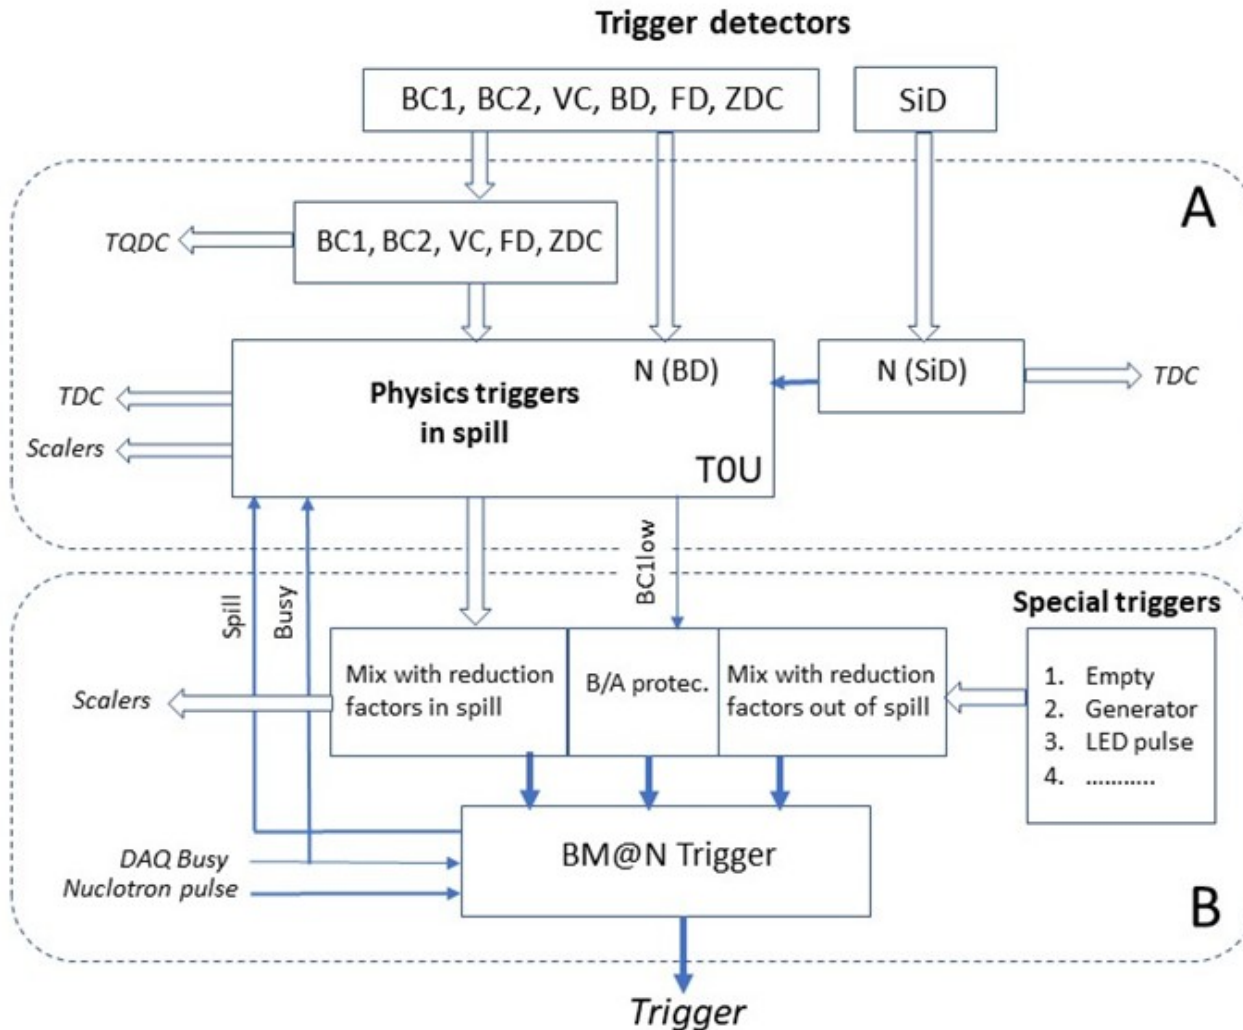 Trigger detectors
BC1, BC2, VC, BD, FD, ZDC
SiD
A
TQDC
BC1, BC2, VC, FD, ZDC
N (BD)
N (SiD)
TDC
TDC
Physics triggers
in spill
Scalers
T0U
Spill
Busy
BC1low
Special triggers
Mix with reduction
factors in spill
B/A protec.
Mix with reduction
factors out of spill
Scalers
1. Empty
2. Generator
3. LED pulse
4. ...........
BM@N Trigger
DAQ Busy
Nuclotron pulse
B
Trigger